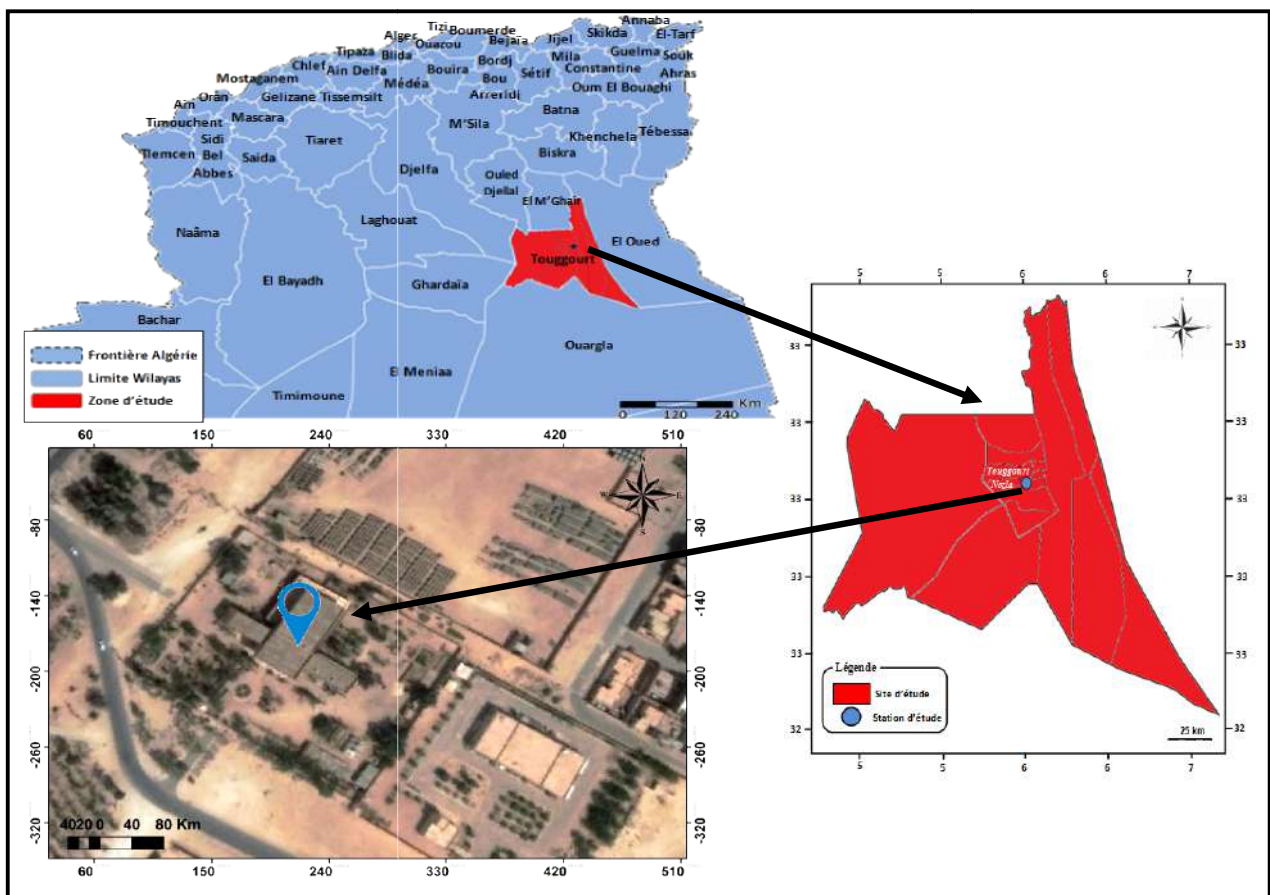 Annaba
Tizi
Boumerde
Skikda
El-Tarf
Alger
Ouazou
Bejaïa
Jijel
Tipaza
Blida
Mila
Guelma
Souk
Chlef
Bordj
Constantine
Ahras
Ain Delfa
Bouira
Bou
Sétif
Mostaganem
Médéa
Arreridj
Oum El Bouaghi
Oran
Gelizane
Tissemsilt
Ain
Mascara
Batna
Timouchent
M'Sila
Sidi
Tiaret
Khenchela
Tébessa
Tlemcen
Bel
Saida
Biskra
Abbes
Djelfa
Ouled
Djellal
El M'Ghair
Naâma
Laghouat
El Oued
Touggourt
El Bayadh
Ghardaïa
Bachar
Ouargla
El Meniaa
Timimoune
Frontière Algérie
Limite Wilayas
Zone d'étude
Km
0 120 240
60 150 240 330 420 510
-80
-140
-200
-260
-320
-80
-140
-200
-260
-320
N
W E
S
4020 0 40 80 Km
60 150 240 330 420 510
5 5 6 6 7
33
33
33
33
33
32
33
33
33
33
33
32
Touggourt
Nezla
Légende
Site d'étude
Station d'étude
25 km
5 5 6 6 7